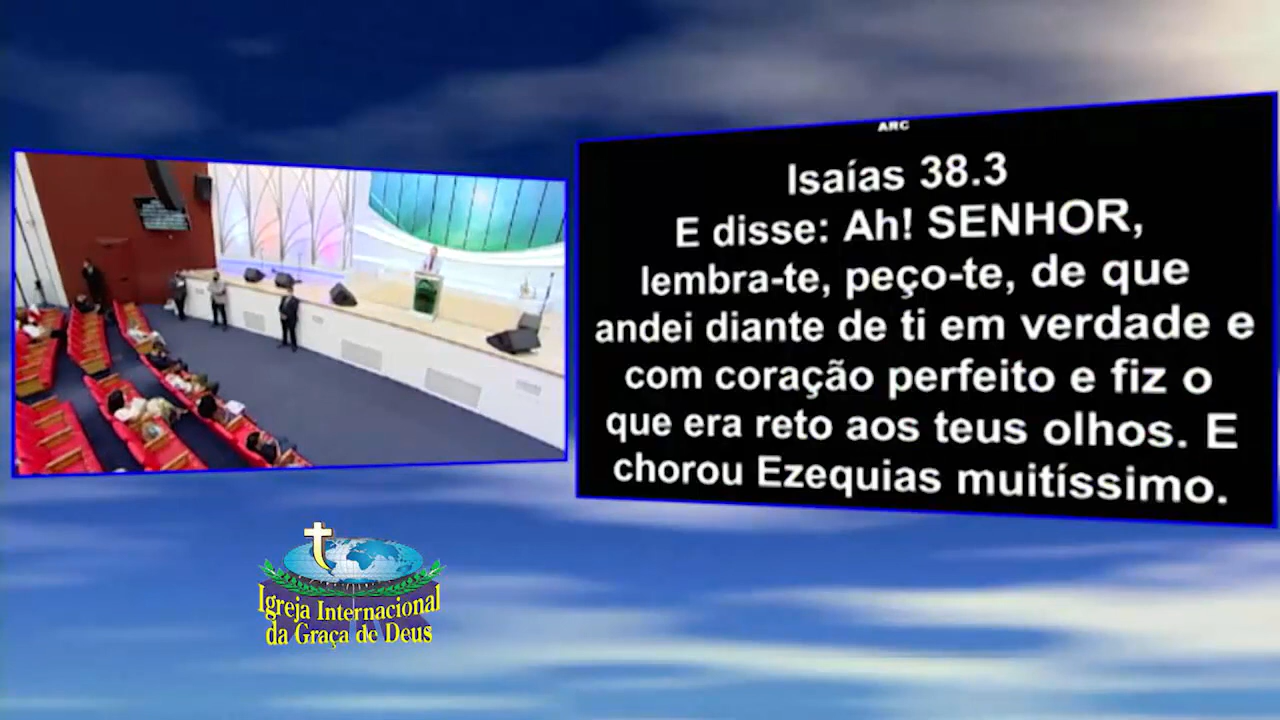 ARC
Isaías 38.3
E disse: Ah! SENHOR,
lembra-te, peço-te, de que
andei diante de ti em verdade e
com coração perfeito e fiz o
que era reto aos teus olhos. E
chorou Ezequias muitíssimo.
Igreja Internacional
da Graça de Deus